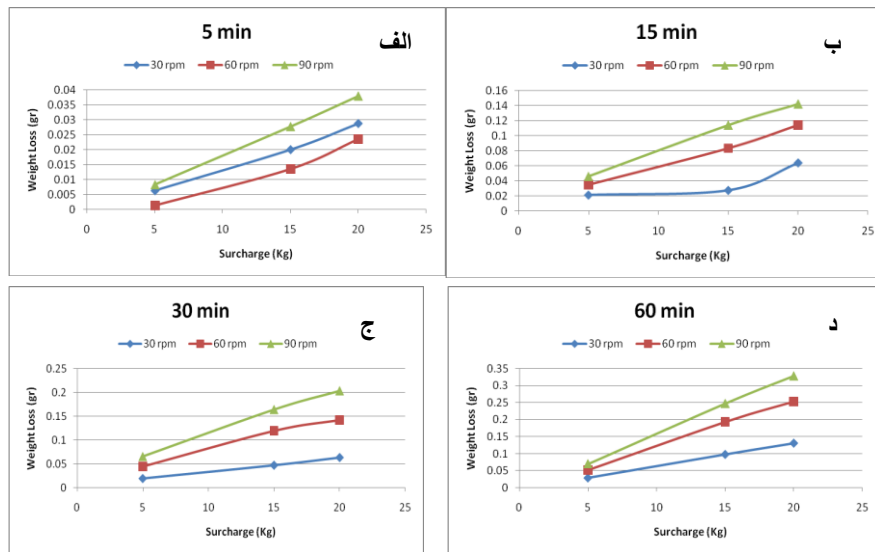 5 min
الف
30 rpm 60 rpm 90 rpm
Weight Loss (gr)
0.04
0.035
0.03
0.025
0.02
0.015
0.01
0.005
0
0 5 10 15 20 25
Surcharge (Kg)
15 min
ب
30 rpm 60 rpm 90 rpm
Weight Loss (gr)
0.16
0.14
0.12
0.1
0.08
0.06
0.04
0.02
0
0 5 10 15 20 25
Surcharge (Kg)
30 min
ج
30 rpm 60 rpm 90 rpm
Weight Loss (gr)
0.25
0.2
0.15
0.1
0.05
0
0 5 10 15 20 25
Surcharge (Kg)
60 min
د
30 rpm 60 rpm 90 rpm
Weight Loss (gr)
0.35
0.3
0.25
0.2
0.15
0.1
0.05
0
0 5 10 15 20 25
Surcharge (Kg)